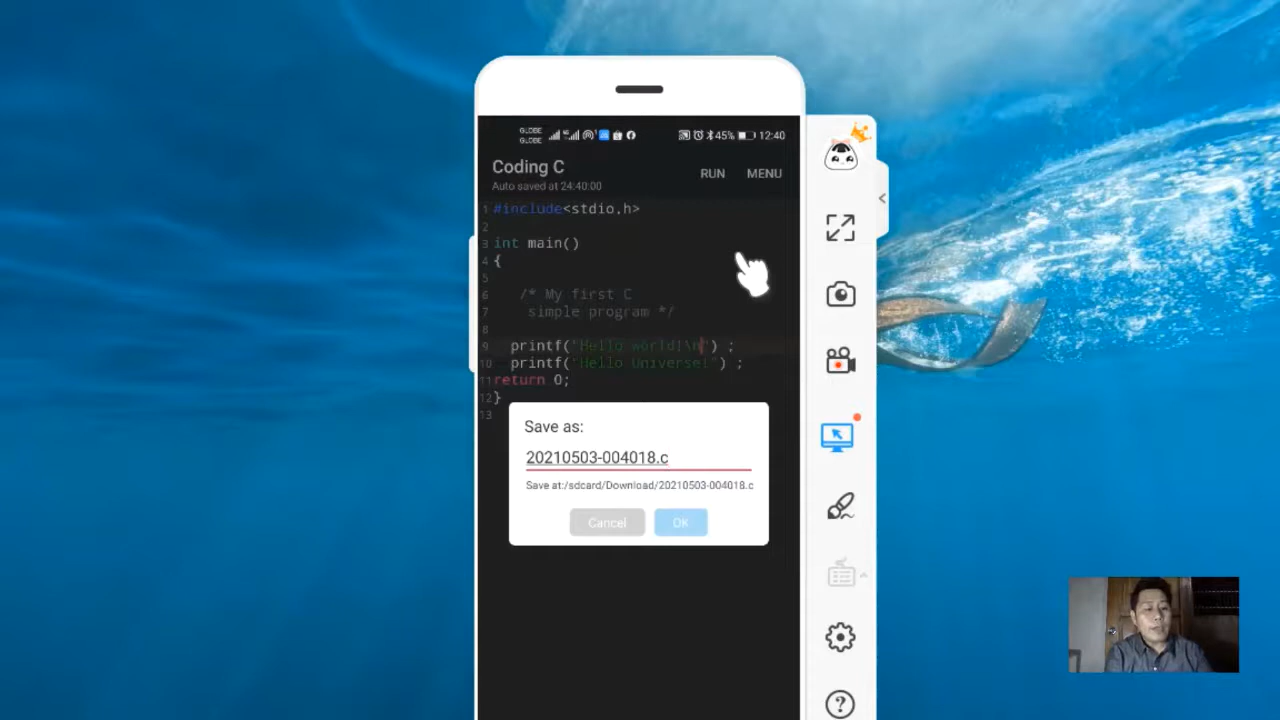 GLOBE
GLOBE
45% 12:40
Coding C
Auto saved at 24:40:00
RUN MENU
1 #include<stdio.h>
2
3 int main()
4 {
5
6 /* My first C
7 simple program */
8
9 printf("Hello world!\n") ;
10 printf("Hello Universe!") ;
11 return 0;
12 }
13
Save as:
20210503-004018.c
Save at:/sdcard/Download/20210503-004018.c
Cancel OK